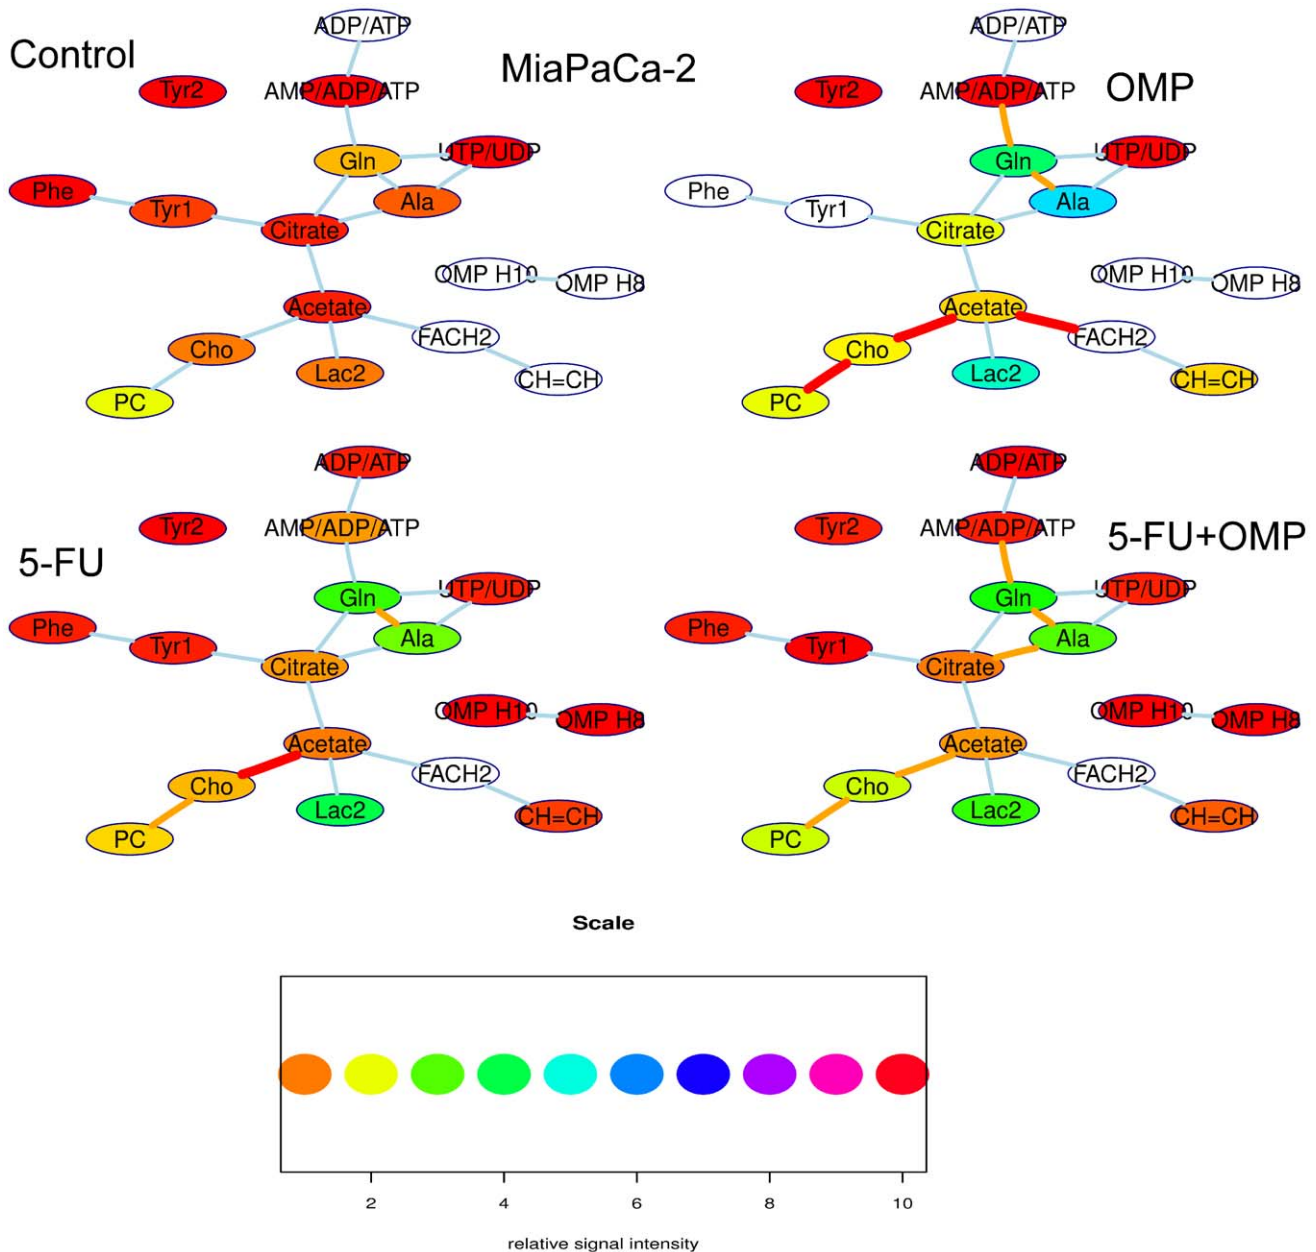 Control
MiaPaCa-2
OMP
ADP/ATP
Tyr2
AMP/ADP/ATP
Gln
UTP/UDP
Phe
Tyr1
Ala
Citrate
OMP H10
OMP H8
Acetate
Cho
FACH2
Lac2
CH=CH
PC
ADP/ATP
Tyr2
AMP/ADP/ATP
Gln
UTP/UDP
Phe
Tyr1
Ala
Citrate
OMP H10
OMP H8
Acetate
Cho
FACH2
Lac2
CH=CH
PC
5-FU
ADP/ATP
Tyr2
AMP/ADP/ATP
Gln
UTP/UDP
Phe
Tyr1
Ala
Citrate
OMP H10
OMP H8
Acetate
Cho
FACH2
Lac2
CH=CH
PC
5-FU+OMP
ADP/ATP
Tyr2
AMP/ADP/ATP
Gln
UTP/UDP
Phe
Tyr1
Ala
Citrate
OMP H10
OMP H8
Acetate
Cho
FACH2
Lac2
CH=CH
PC
Scale
2 4 6 8 10
relative signal intensity